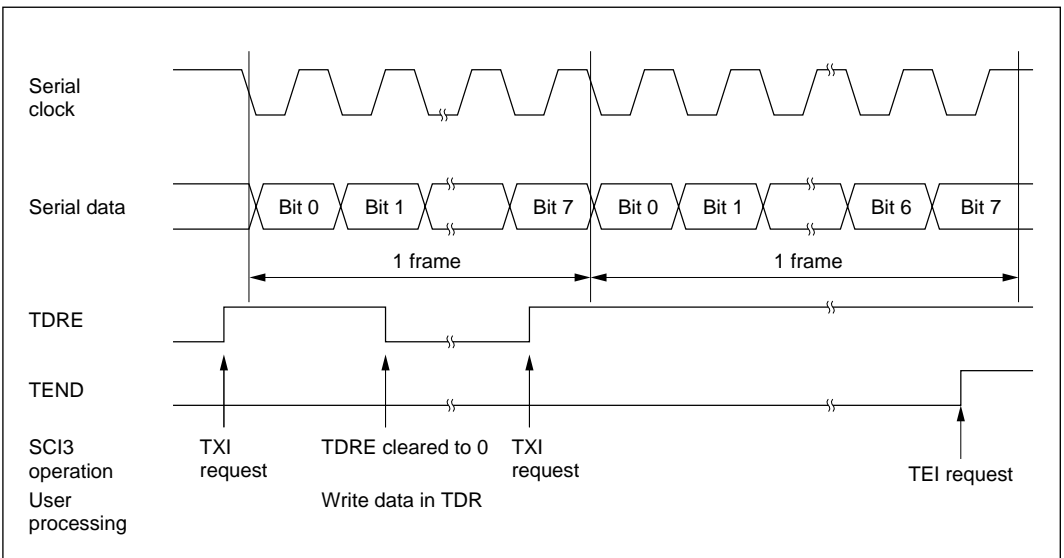 Serial
clock
Serial data
Bit 0
Bit 1
Bit 7
Bit 0
Bit 1
Bit 6
Bit 7
1 frame
1 frame
TDRE
TEND
SCI3
operation
TXI
request
TDRE cleared to 0
TXI
request
TEI request
User
processing
Write data in TDR